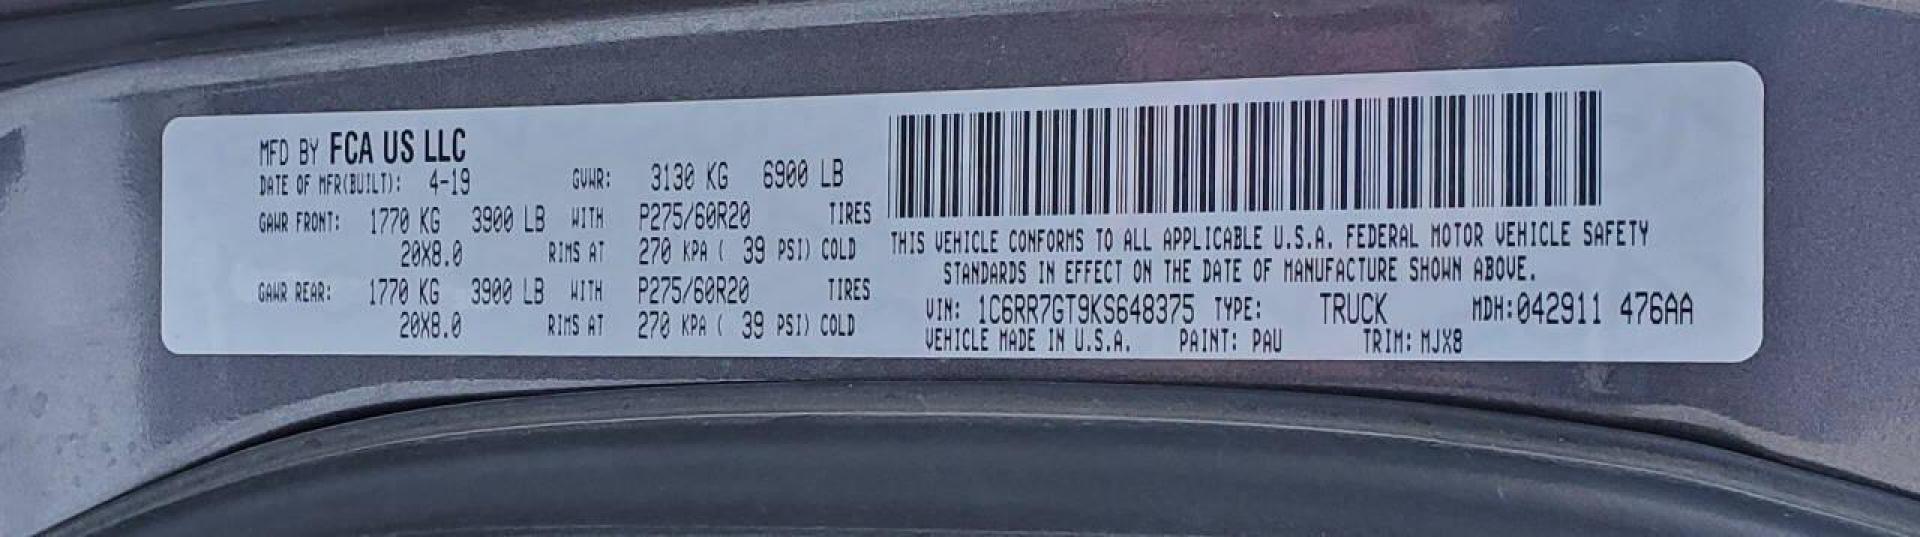 MFD BY FCA US LLC
DATE OF MFR(BUILT): 4-19 GVWR: 3130 KG 6900 LB
GAWR FRONT: 1770 KG 3900 LB WITH P275/60R20 TIRES
20X8.0 RIMS AT 270 KPA ( 39 PSI) COLD
GAWR REAR: 1770 KG 3900 LB WITH P275/60R20 TIRES
20X8.0 RIMS AT 270 KPA ( 39 PSI) COLD
THIS VEHICLE CONFORMS TO ALL APPLICABLE U.S.A. FEDERAL MOTOR VEHICLE SAFETY
STANDARDS IN EFFECT ON THE DATE OF MANUFACTURE SHOWN ABOVE.
VIN: 1C6RR7GT9KS648375 TYPE: TRUCK MDH:042911 476AA
VEHICLE MADE IN U.S.A. PAINT: PAU TRIM: MJX8